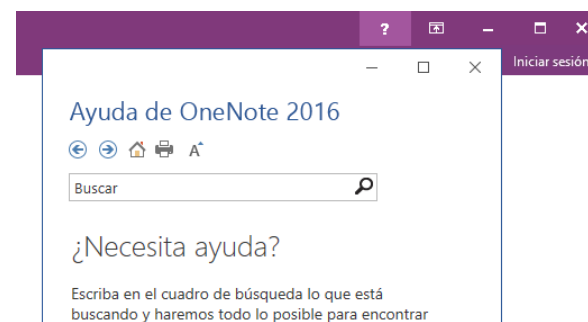 ?
Iniciar sesión
Ayuda de OneNote 2016
A
Buscar
¿Necesita ayuda?
Escriba en el cuadro de búsqueda lo que está
buscando y haremos todo lo posible para encontrar